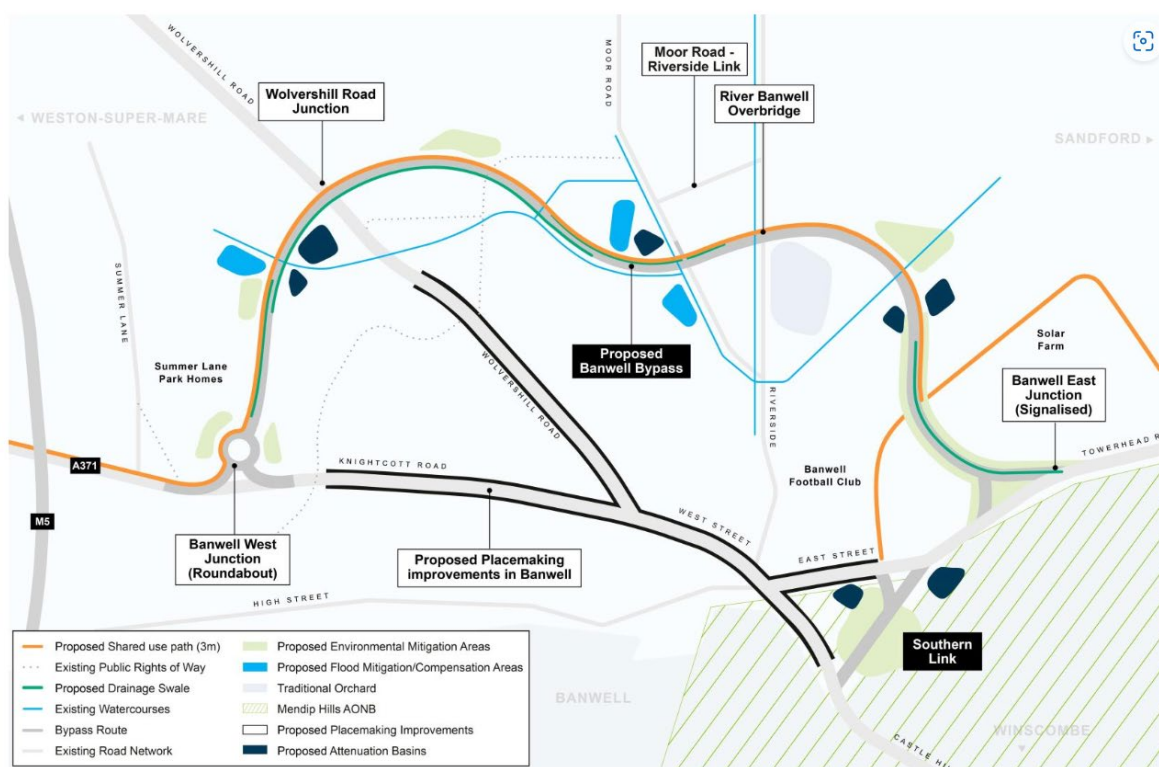 WOLVERSHILL ROAD
MOOR ROAD
Moor Road -
Riverside Link
Wolvershill Road
Junction
River Banwell
Overbridge
WESTON-SUPER-MARE
SANDFORD
SUMMER LANE
Summer Lane
Park Homes
Proposed
Banwell Bypass
WOLVERSHILL ROAD
RIVERSIDE
Solar
Farm
Banwell East
Junction
(Signalised)
TOWERHEAD R
A371
M5
KNIGHTCOTT ROAD
Banwell
Football Club
Banwell West
Junction
(Roundabout)
Proposed Placemaking
improvements in Banwell
WEST STREET
EAST STREET
HIGH STREET
Southern
Link
BANWELL
WINSCOMBE
CASTLE HI
Proposed Shared use path (3m)
Existing Public Rights of Way
Proposed Drainage Swale
Existing Watercourses
Bypass Route
Existing Road Network
Proposed Environmental Mitigation Areas
Proposed Flood Mitigation/Compensation Areas
Traditional Orchard
Mendip Hills AONB
Proposed Placemaking Improvements
Proposed Attenuation Basins